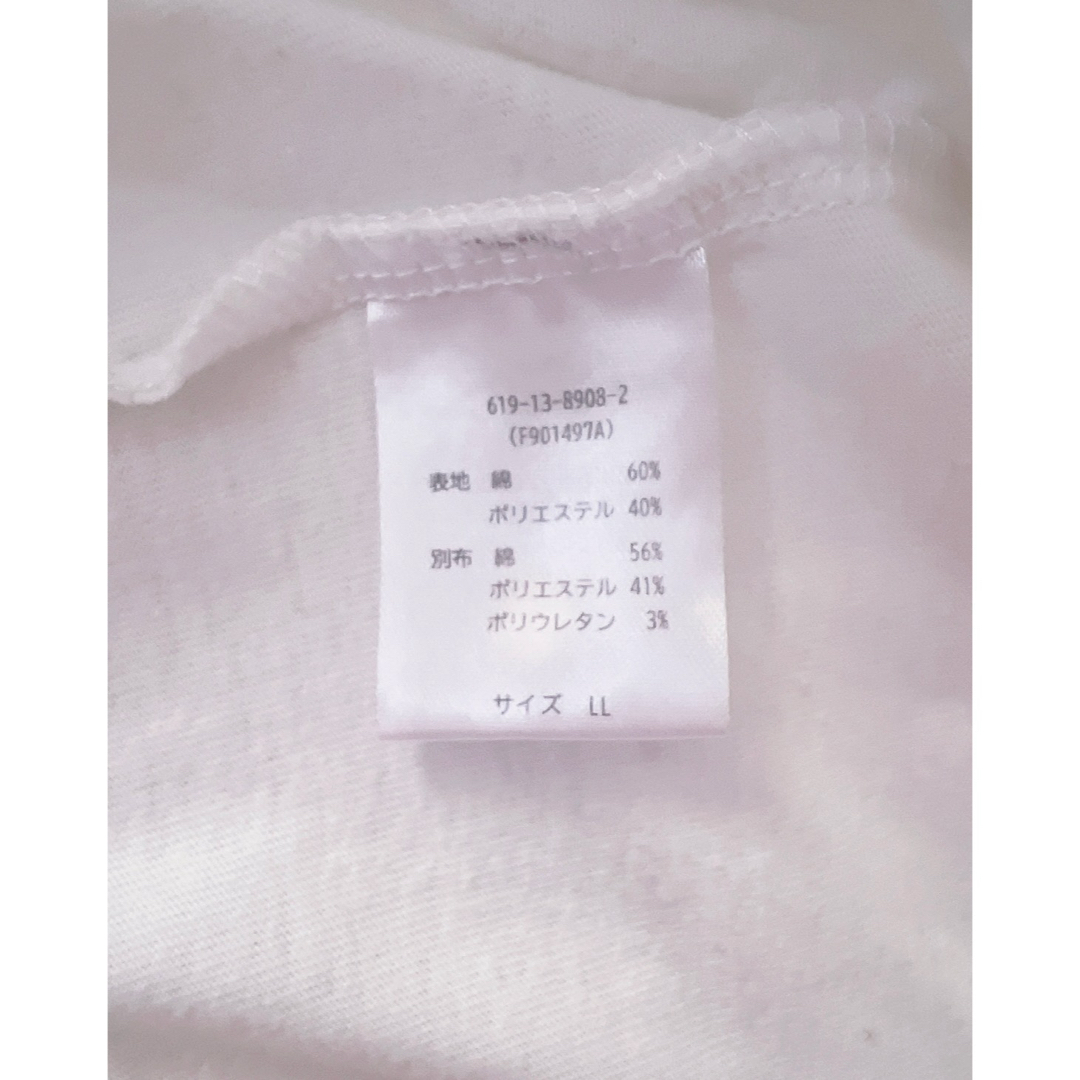 619-13-8908-2
(F901497A)
表地 綿 60%
ポリエステル 40%
別布 綿 56%
ポリエステル 41%
ポリウレタン 3%
サイズ LL